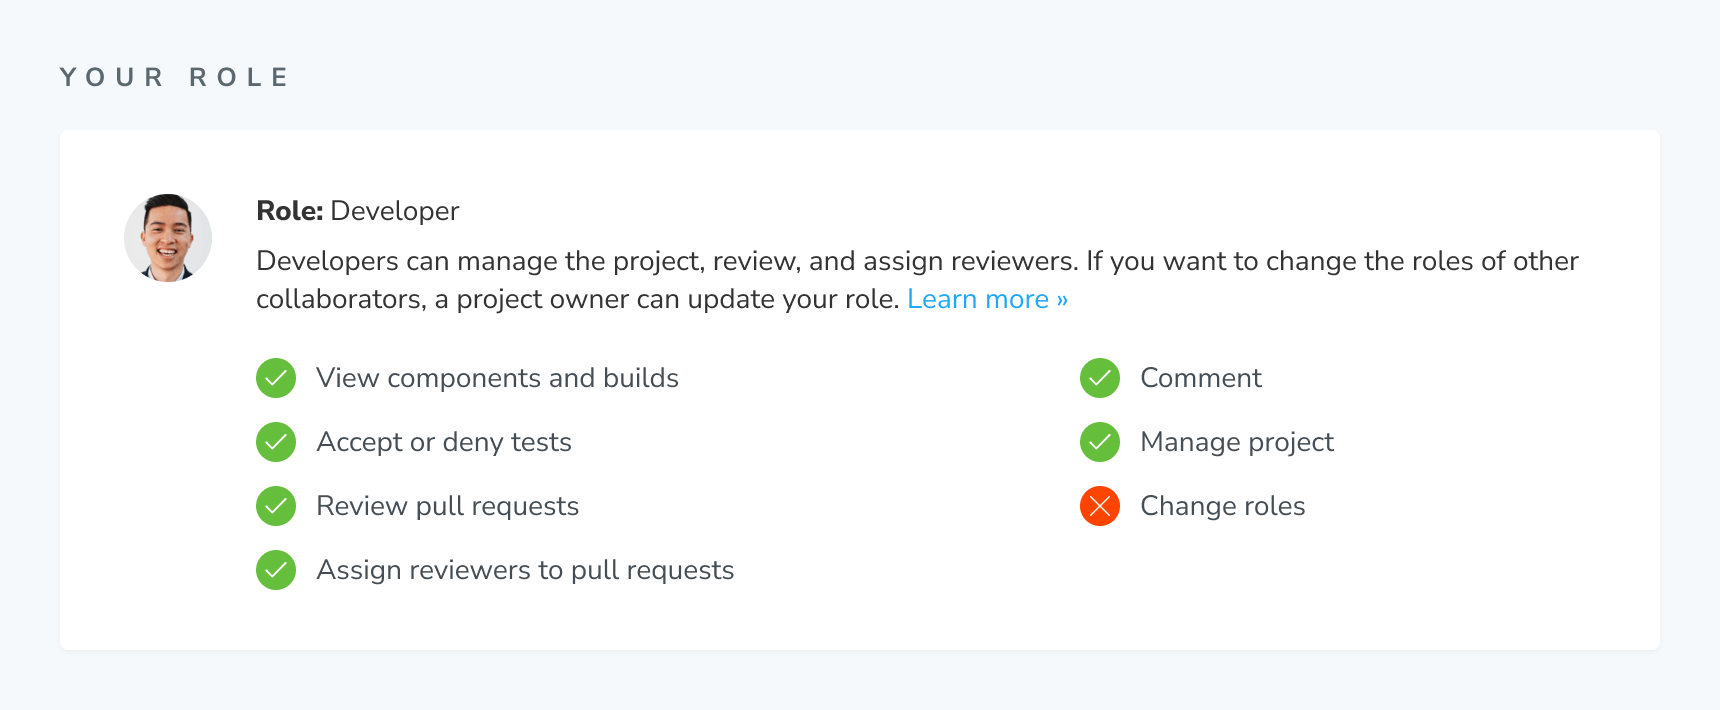 YOUR ROLE
Role: Developer
Developers can manage the project, review, and assign reviewers. If you want to change the roles of other
collaborators, a project owner can update your role. Learn more »
View components and builds
Accept or deny tests
Review pull requests
Assign reviewers to pull requests
Comment
Manage project
Change roles